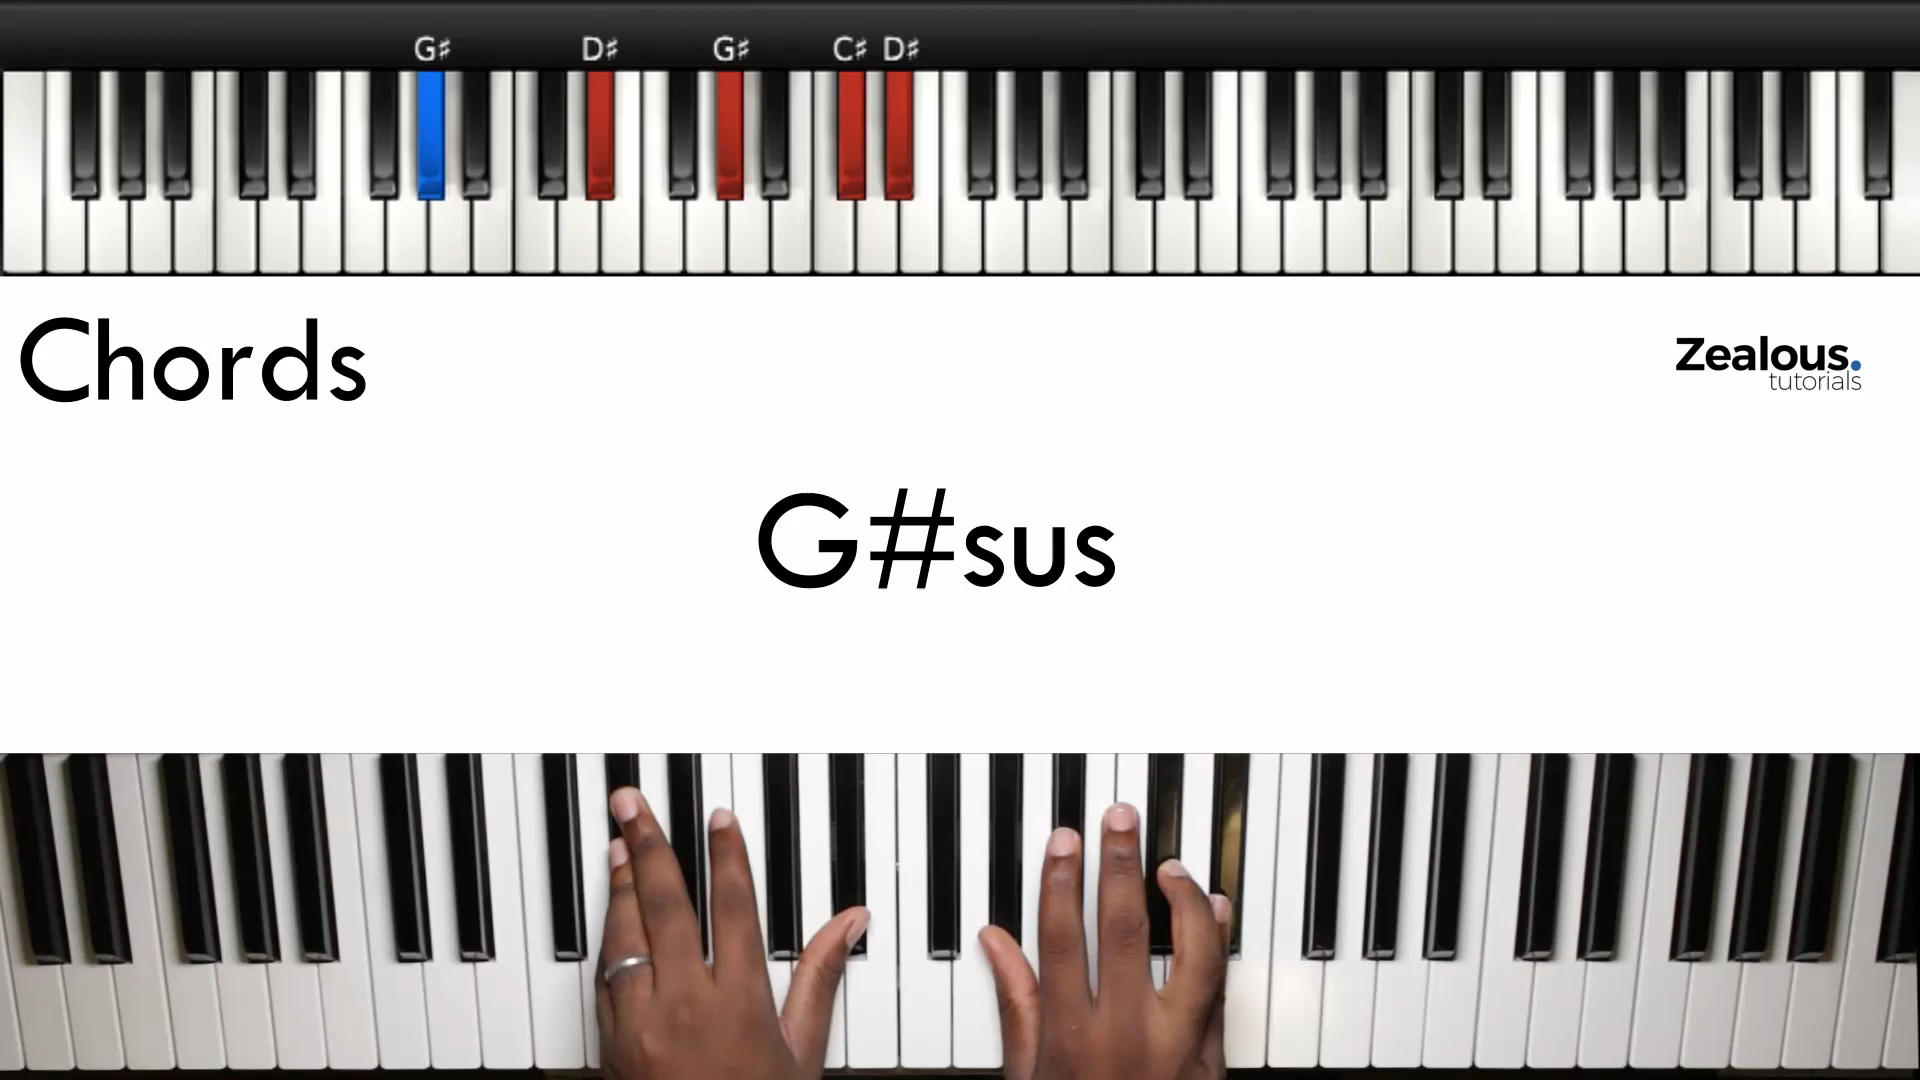 G♯ D♯ G♯ C♯ D♯
Chords
Zealous.
tutorials
G#sus